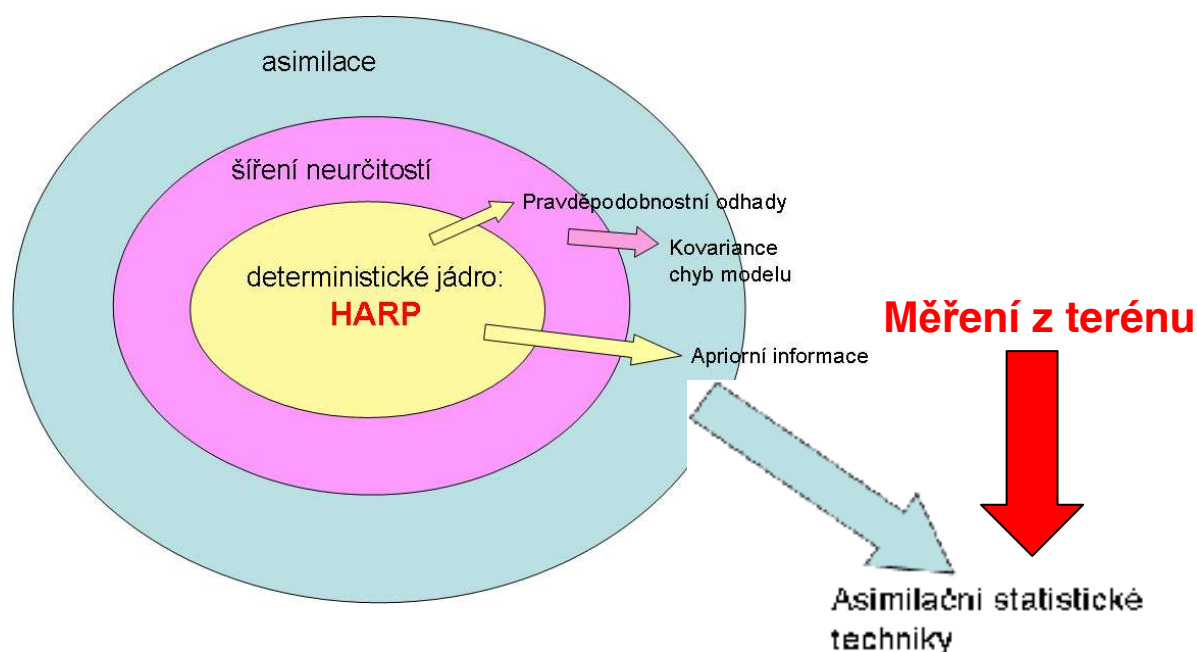 asimilace
šíření neurčitostí
Pravděpodobnostní odhady
Kovariance
chyb modelu
deterministické jádro:
HARP
Měření z terénu
Apriorní informace
Asimilační statistické
techniky